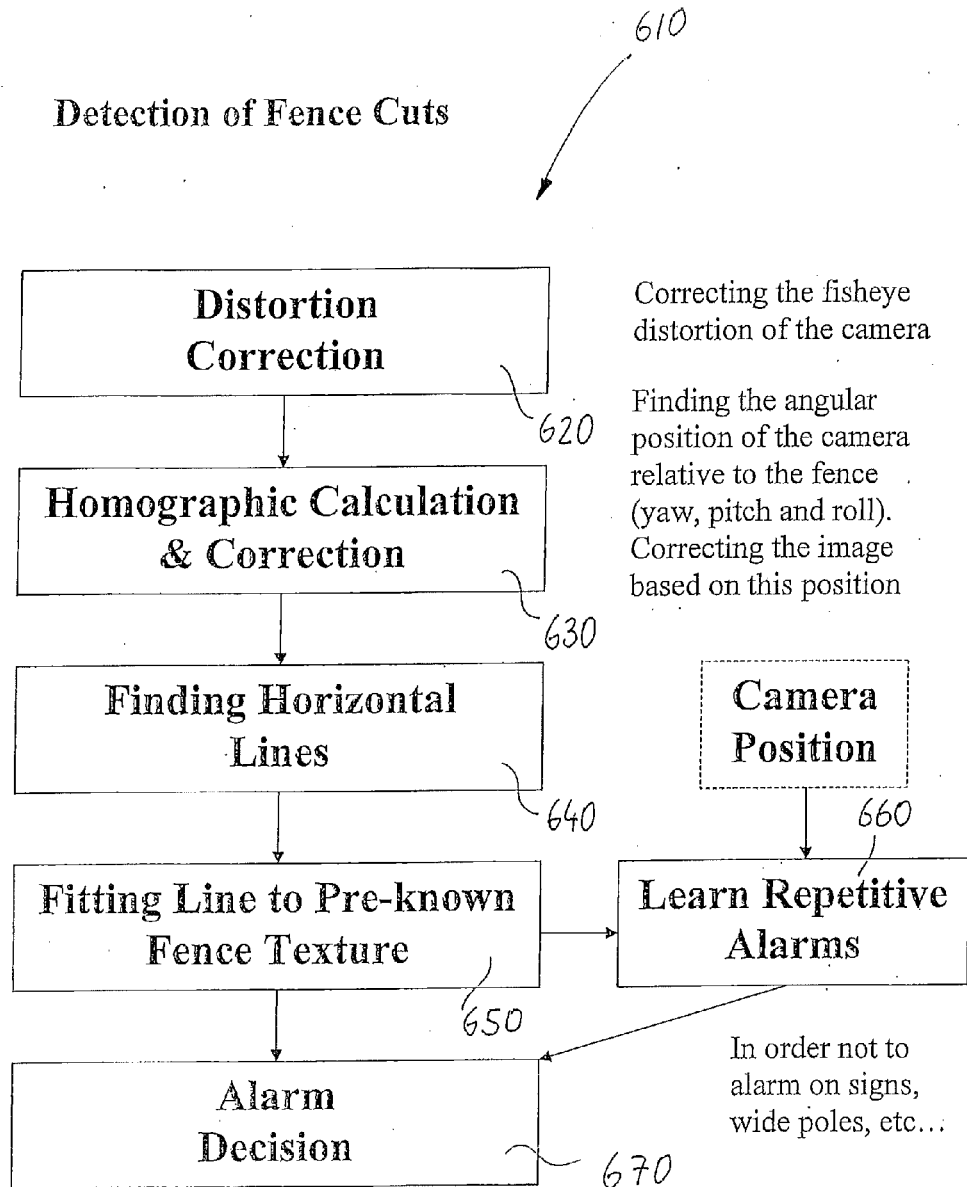 610
Detection of Fence Cuts
Distortion
Correction
620
Correcting the fisheye
distortion of the camera
Homographic Calculation
& Correction
630
Finding the angular
position of the camera
relative to the fence
(yaw, pitch and roll).
Correcting the image
based on this position
Finding Horizontal
Lines
640
Camera
Position
Fitting Line to Pre-known
Fence Texture
650
660
Learn Repetitive
Alarms
In order not to
alarm on signs,
wide poles, etc...
Alarm
Decision
670